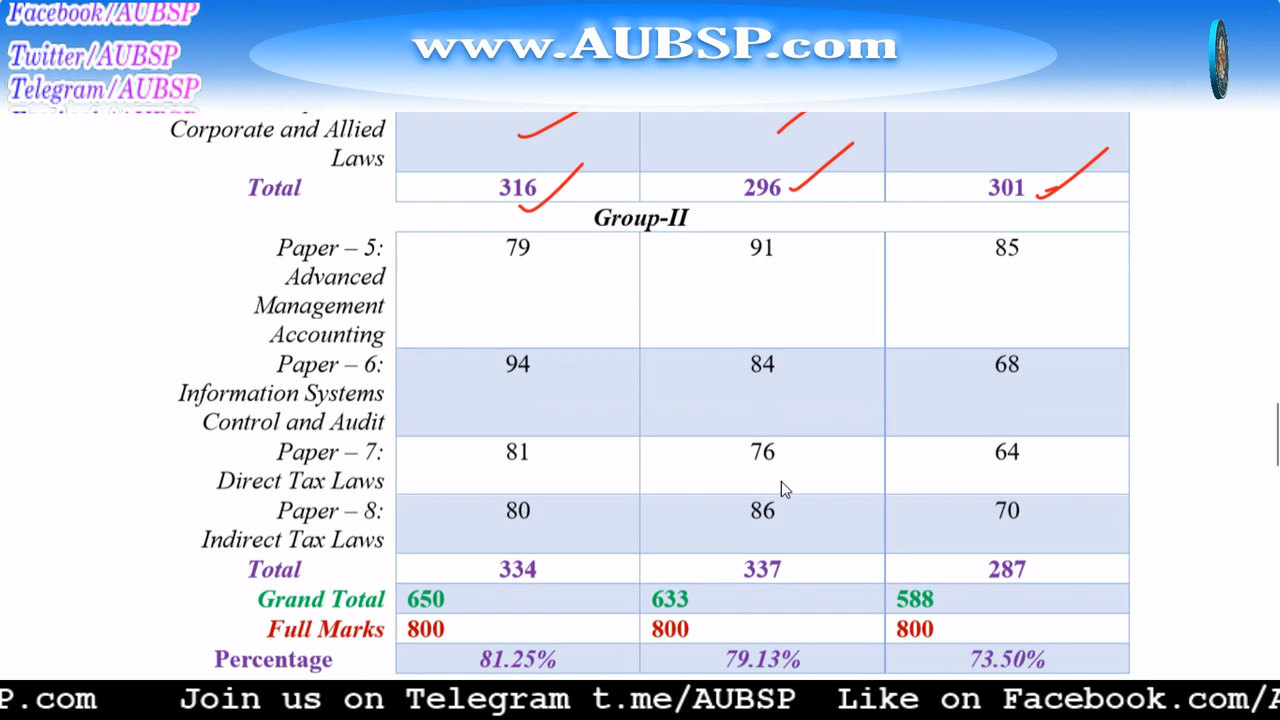 Facebook//AUBSP
Twitter//AUBSP
Telegram/AUBSP
www.AUBSP.com
Corporate and Allied
Laws
Total 316 296 301
Group-II
Paper – 5: 79 91 85
Advanced
Management
Accounting
Paper – 6: 94 84 68
Information Systems
Control and Audit
Paper – 7: 81 76 64
Direct Tax Laws
Paper – 8: 80 86 70
Indirect Tax Laws
Total 334 337 287
Grand Total 650 633 588
Full Marks 800 800 800
Percentage 81.25% 79.13% 73.50%
P.com Join us on Telegram t.me/AUBSP Like on Facebook.com/A